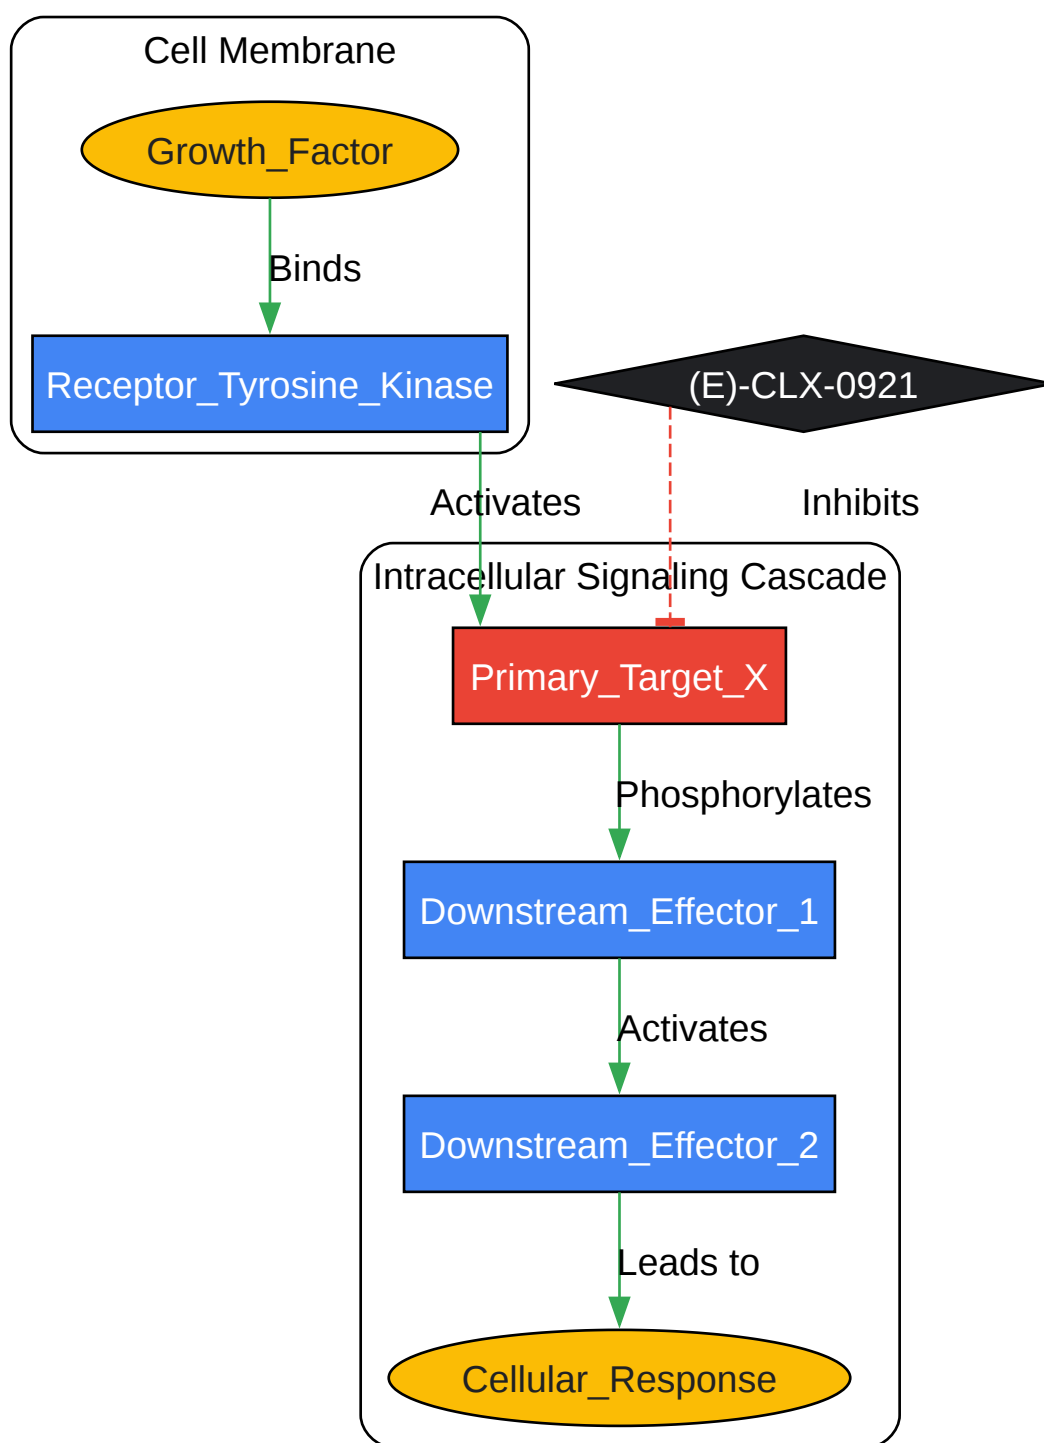 Cell Membrane
Growth_Factor
Binds
Receptor_Tyrosine_Kinase
(E)-CLX-0921
Activates
Inhibits
Intracellular Signaling Cascade
Primary_Target_X
Phosphorylates
Downstream_Effector_1
Activates
Downstream_Effector_2
Leads to
Cellular_Response